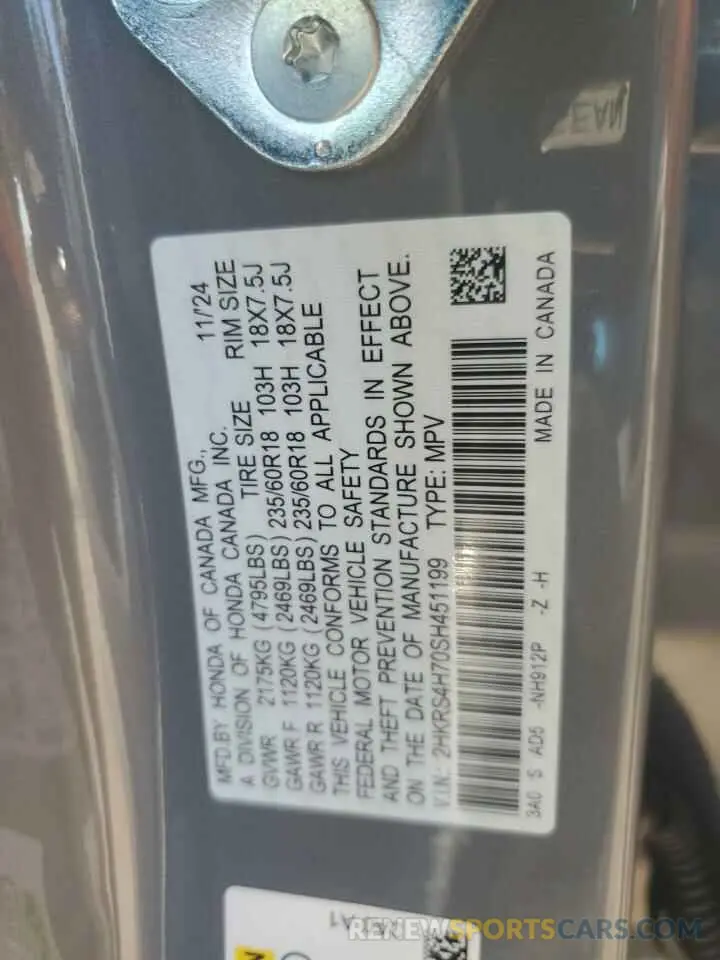 MFD.BY HONDA OF CANADA MFG., 11/24
A DIVISION OF HONDA CANADA INC.
GVWR 2175KG (4795LBS) TIRE SIZE RIM SIZE
GAWR F 1120KG (2469LBS) 235/60R18 103H 18X7.5J
GAWR R 1120KG (2469LBS) 235/60R18 103H 18X7.5J
THIS VEHICLE CONFORMS TO ALL APPLICABLE
FEDERAL MOTOR VEHICLE SAFETY
AND THEFT PREVENTION STANDARDS IN EFFECT
ON THE DATE OF MANUFACTURE SHOWN ABOVE.
V.I.N.: 2HKRS4H70SH451199 TYPE: MPV
3A0 S AD5 -NH912P -Z -H MADE IN CANADA
RENEWSPORTSCARS.COM